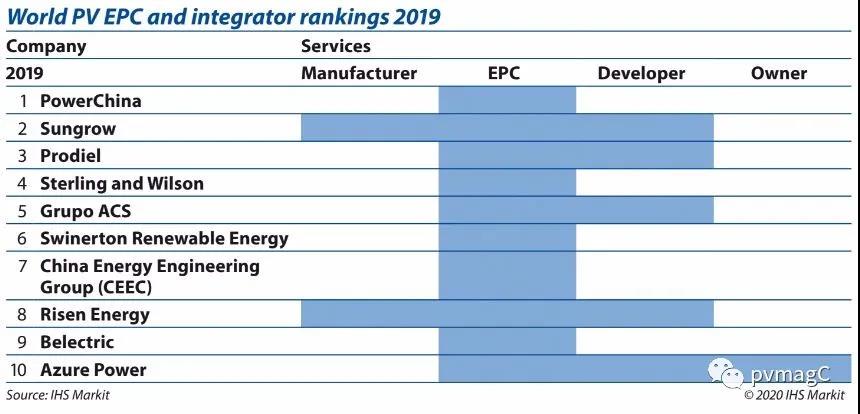 World PV EPC and integrator rankings 2019
Company Services
2019 Manufacturer EPC Developer Owner
1 PowerChina
2 Sungrow
3 Prodiel
4 Sterling and Wilson
5 Grupo ACS
6 Swinerton Renewable Energy
7 China Energy Engineering
Group (CEEC)
8 Risen Energy
9 Belectric
10 Azure Power
pvmagC
Source: IHS Markit © 2020 IHS Markit